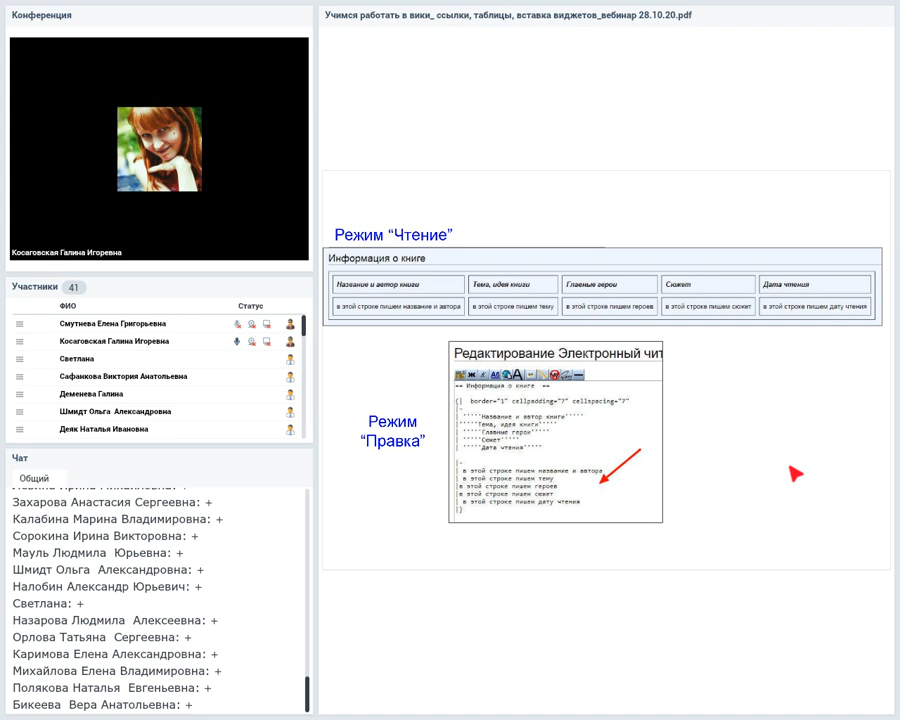 Конференция
Косаговская Галина Игоревна
Участники 41
ФИО Статус
Смутнева Елена Григорьевна
Косаговская Галина Игоревна
Светлана
Сафанкова Виктория Анатольевна
Деменева Галина
Шмидт Ольга Александровна
Деяк Наталья Ивановна
Чат
Общий
Захарова Анастасия Сергеевна: +
Калабина Марина Владимировна: +
Сорокина Ирина Викторовна: +
Мауль Людмила Юрьевна: +
Шмидт Ольга Александровна: +
Налобин Александр Юрьевич: +
Светлана: +
Назарова Людмила Алексеевна: +
Орлова Татьяна Сергеевна: +
Каримова Елена Александровна: +
Михайлова Елена Владимировна: +
Полякова Наталья Евгеньевна: +
Бикеева Вера Анатольевна: +
Учимся работать в вики_ ссылки, таблицы, вставка виджетов_вебинар 28.10.20.pdf
Режим “Чтение”
Информация о книге
Название и автор книги Тема, идея книги Главные герои Сюжет Дата чтения
в этой строке пишем название и автора в этой строке пишем тему в этой строке пишем героев в этой строке пишем сюжет в этой строке пишем дату чтения
Режим
“Правка”
Редактирование Электронный чит
== Информация о книге ==
{| border="1" cellpadding="7" cellspacing="7"
|-
| '''''Название и автор книги'''''
|'''''Тема, идея книги'''''
| '''''Главные герои'''''
| '''''Сюжет'''''
| '''''Дата чтения'''''
|-
| в этой строке пишем название и автора
| в этой строке пишем тему
|в этой строке пишем героев
|в этой строке пишем сюжет
| в этой строке пишем дату чтения
|}